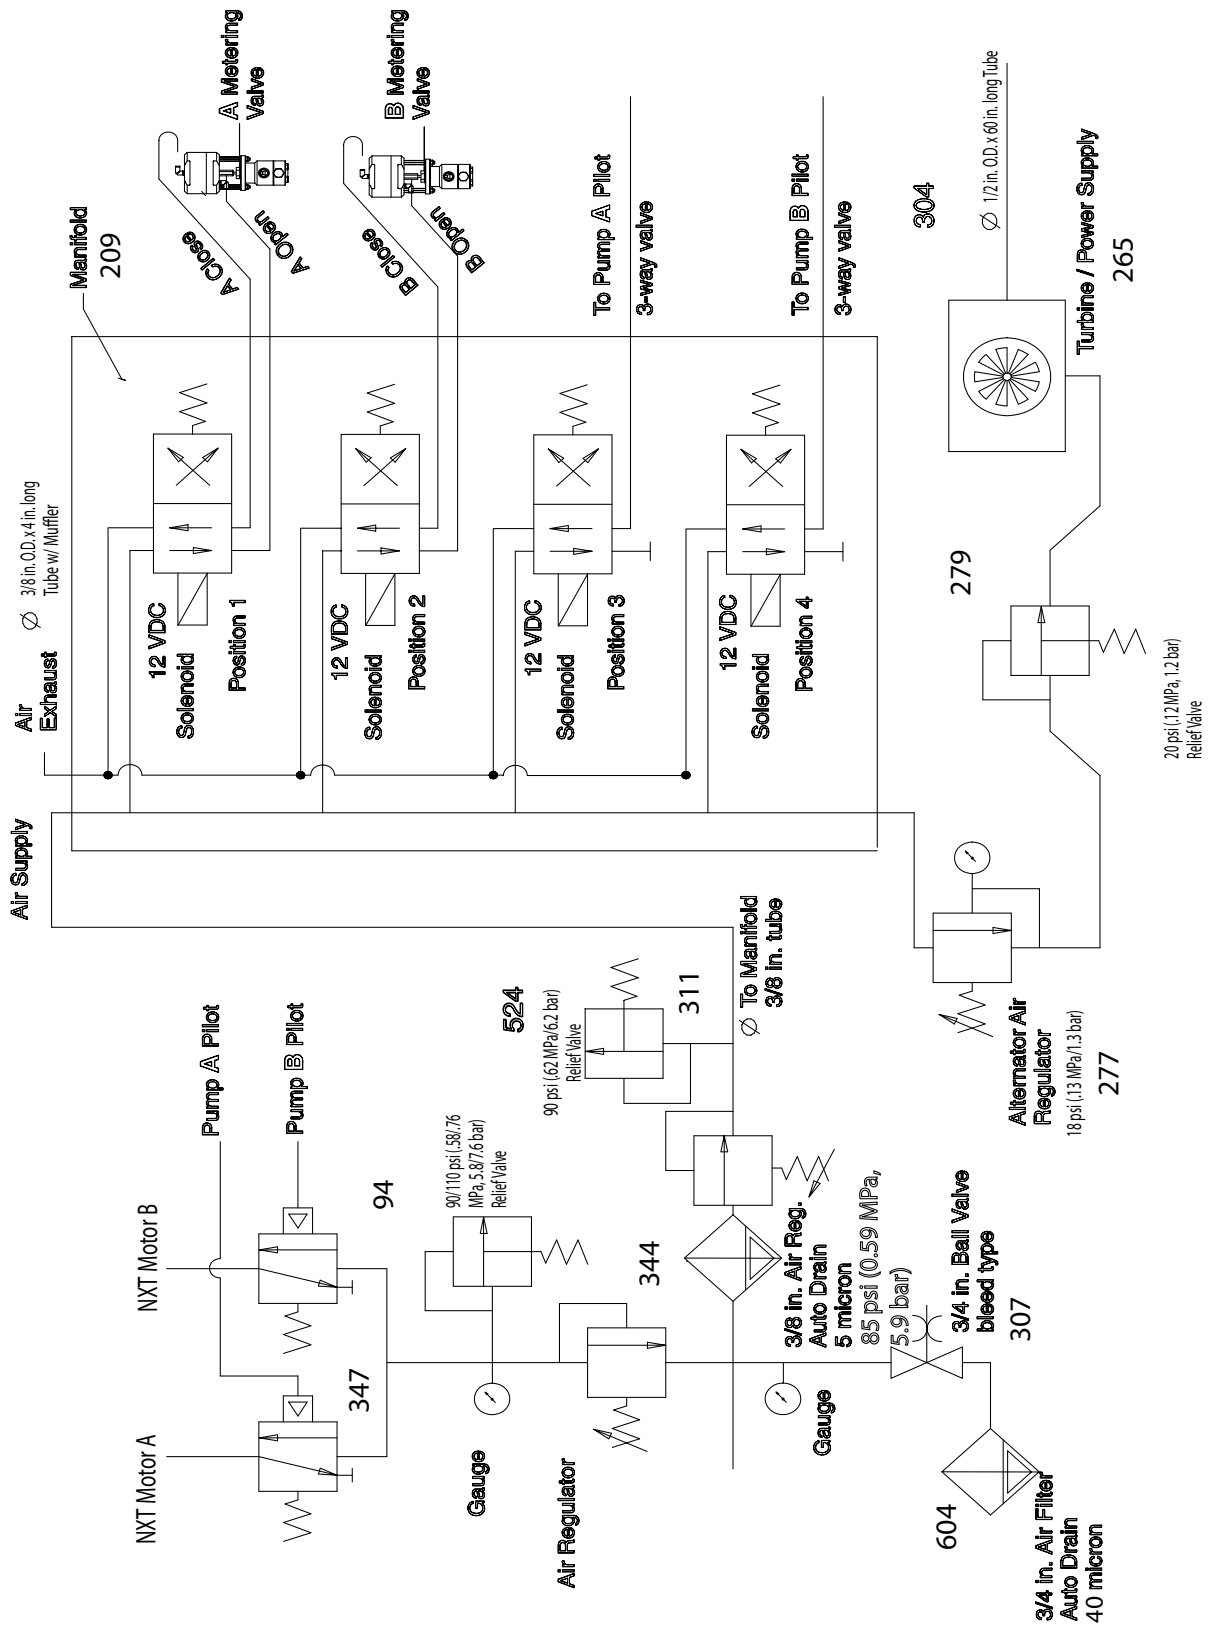 NXT Motor A
NXT Motor B
347
94
Pump A Pilot
Pump B Pilot
Gauge
90/110 psi (.58/.76
MPa, 5.8/7.6 bar)
Relief Valve
Air Regulator
344
524
90 psi (.62 MPa/6.2 bar)
Relief Valve
311
To Manifold
3/8 in. tube
3/8 in. Air Reg.
Auto Drain
5 micron
85 psi (0.59 MPa,
5.9 bar)
Gauge
3/4 in. Ball Valve
bleed type
307
604
3/4 in. Air Filter
Auto Drain
40 micron
Air Supply
Air
Exhaust
Ø 3/8 in. O.D. x 4 in. long
Tube w/ Muffler
Manifold
209
12 VDC
Solenoid
Position 1
12 VDC
Solenoid
Position 2
12 VDC
Solenoid
Position 3
12 VDC
Solenoid
Position 4
A Close
A Open
A Metering
Valve
B Close
B Open
B Metering
Valve
To Pump A Pilot
3-way valve
To Pump B Pilot
3-way valve
Alternator Air
Regulator
18 psi (.13 MPa/1.3 bar)
277
279
20 psi (.12 MPa, 1.2 bar)
Relief Valve
304
Ø 1/2 in. O.D. x 60 in. long Tube
Turbine / Power Supply
265